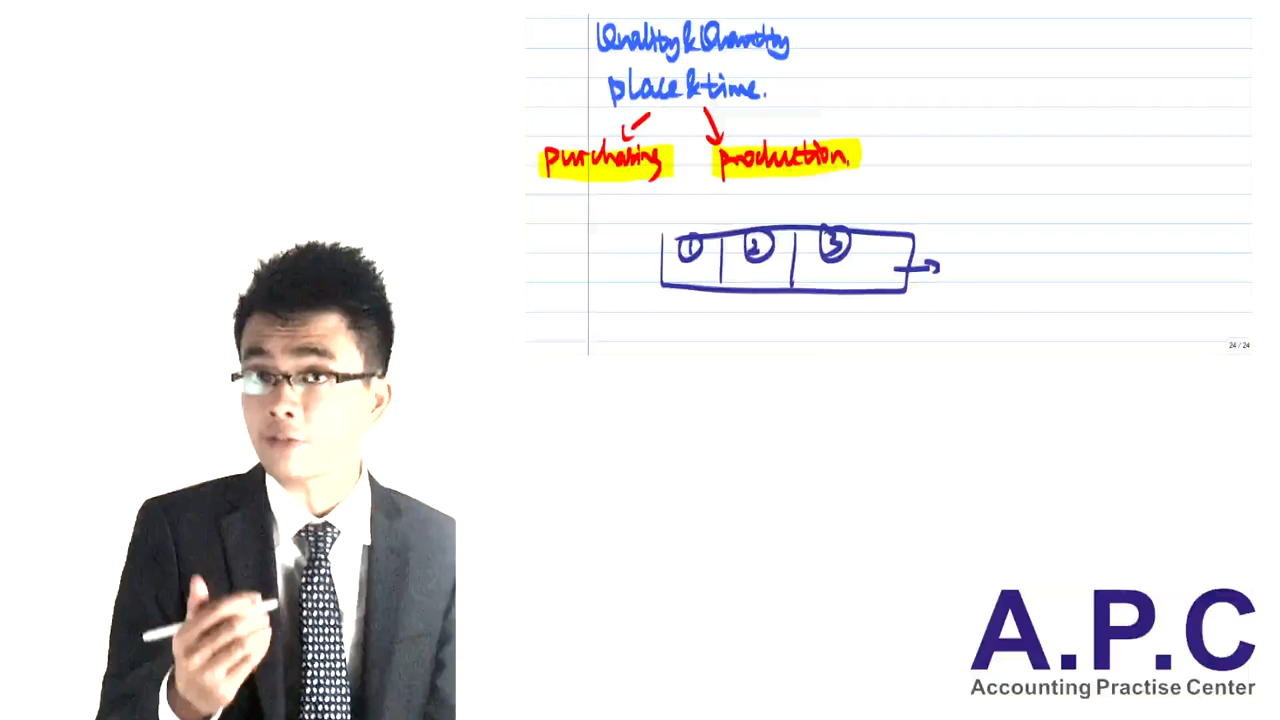 Quality & Quantity
place & time.
purchasing production.
1 2 3
24 / 24
A.P.C
Accounting Practise Center